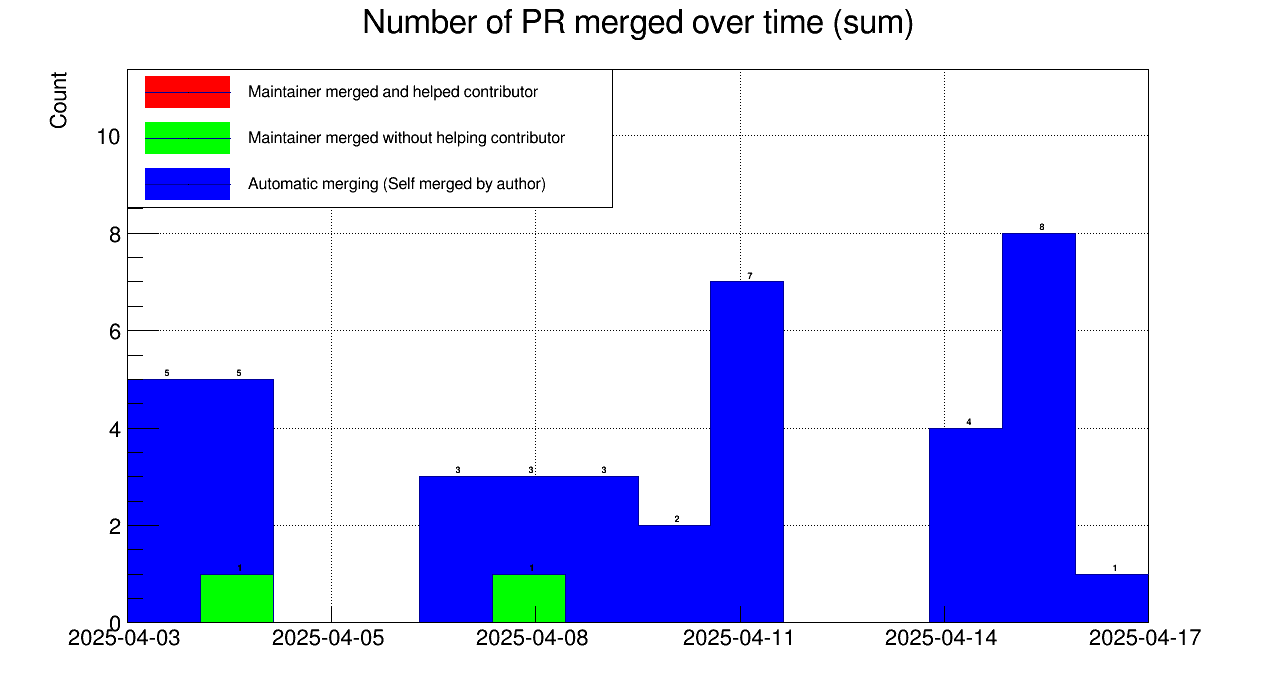 Number of PR merged over time (sum)
Count
Maintainer merged and helped contributor
Maintainer merged without helping contributor
Automatic merging (Self merged by author)
10
8
6
4
2
0
8
7
5 5
4
3 3 3
2
1 1 1
2025-04-03 2025-04-05 2025-04-08 2025-04-11 2025-04-14 2025-04-17